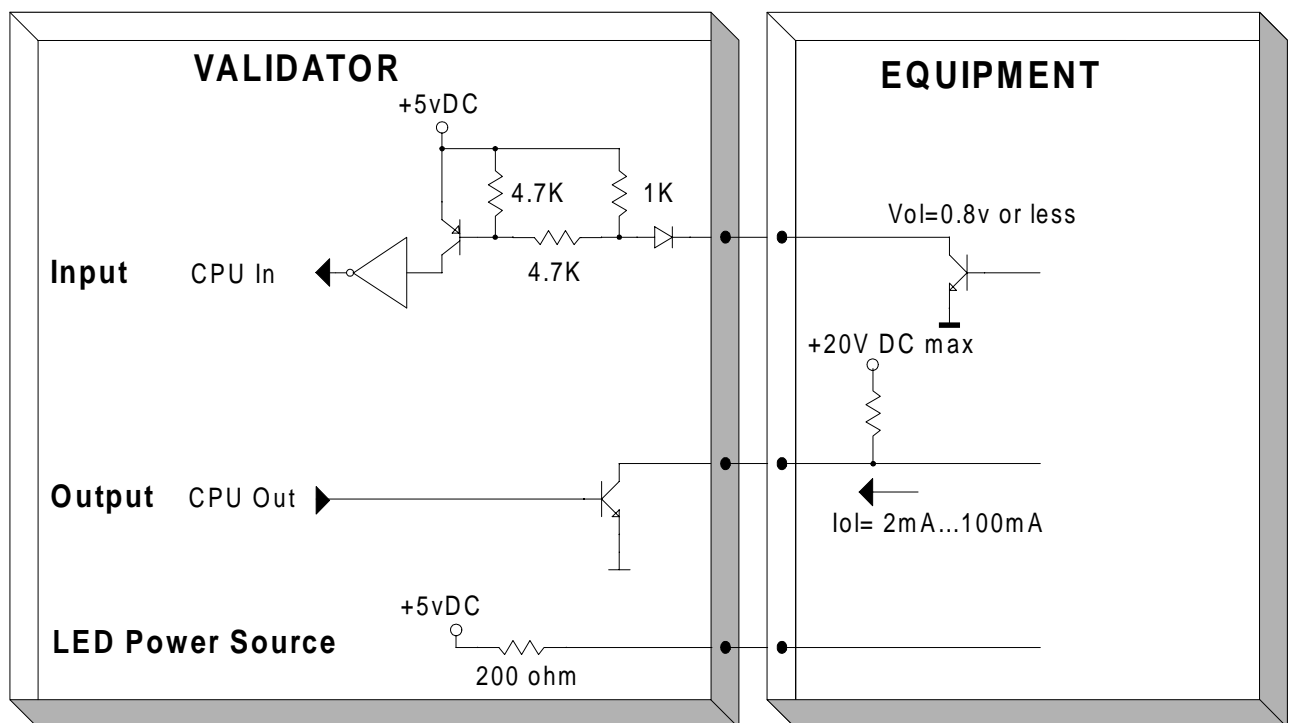 VALIDATOR
EQUIPMENT
+5vDC
4.7K
1K
Vol=0.8v or less
Input
CPU In
4.7K
+20V DC max
Output
CPU Out
Iol= 2mA...100mA
+5vDC
LED Power Source
200 ohm